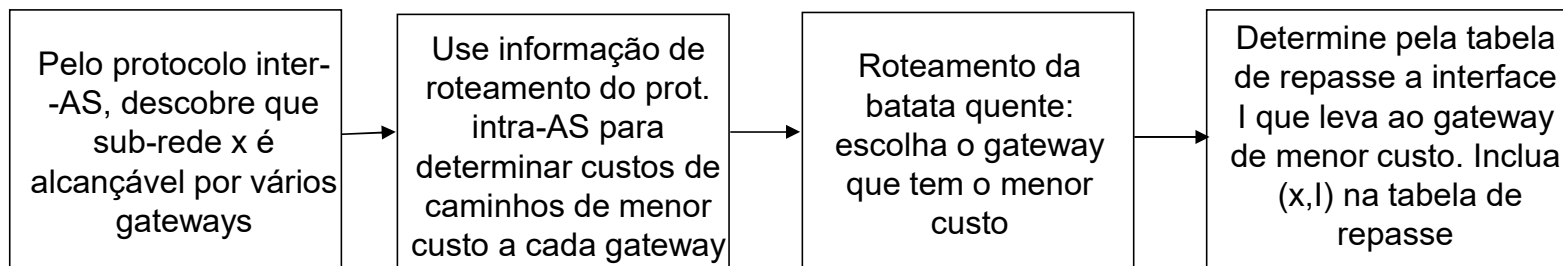 Pelo protocolo inter-
-AS, descobre que
sub-rede x é
alcançável por vários
gateways
Use informação de
roteamento do prot.
intra-AS para
determinar custos de
caminhos de menor
custo a cada gateway
Roteamento da
batata quente:
escolha o gateway
que tem o menor
custo
Determine pela tabela
de repasse a interface
I que leva ao gateway
de menor custo. Inclua
(x,I) na tabela de
repasse